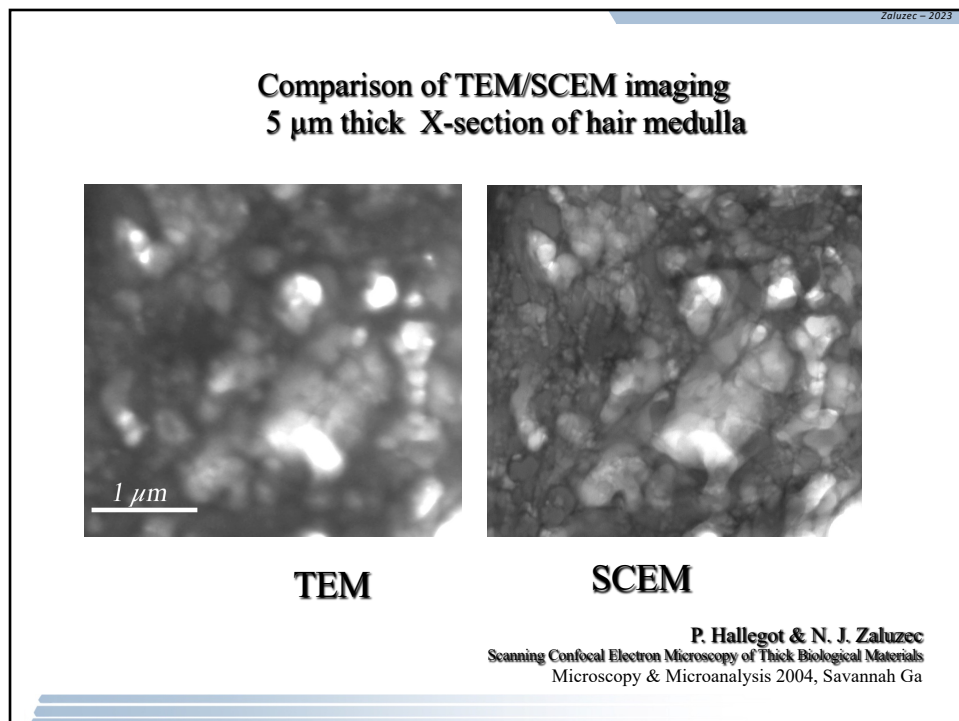 Zaluzec – 2023
Comparison of TEM/SCEM imaging
5 µm thick X-section of hair medulla
1 µm
TEM
SCEM
P. Hallegot & N. J. Zaluzec
Scanning Confocal Electron Microscopy of Thick Biological Materials
Microscopy & Microanalysis 2004, Savannah Ga